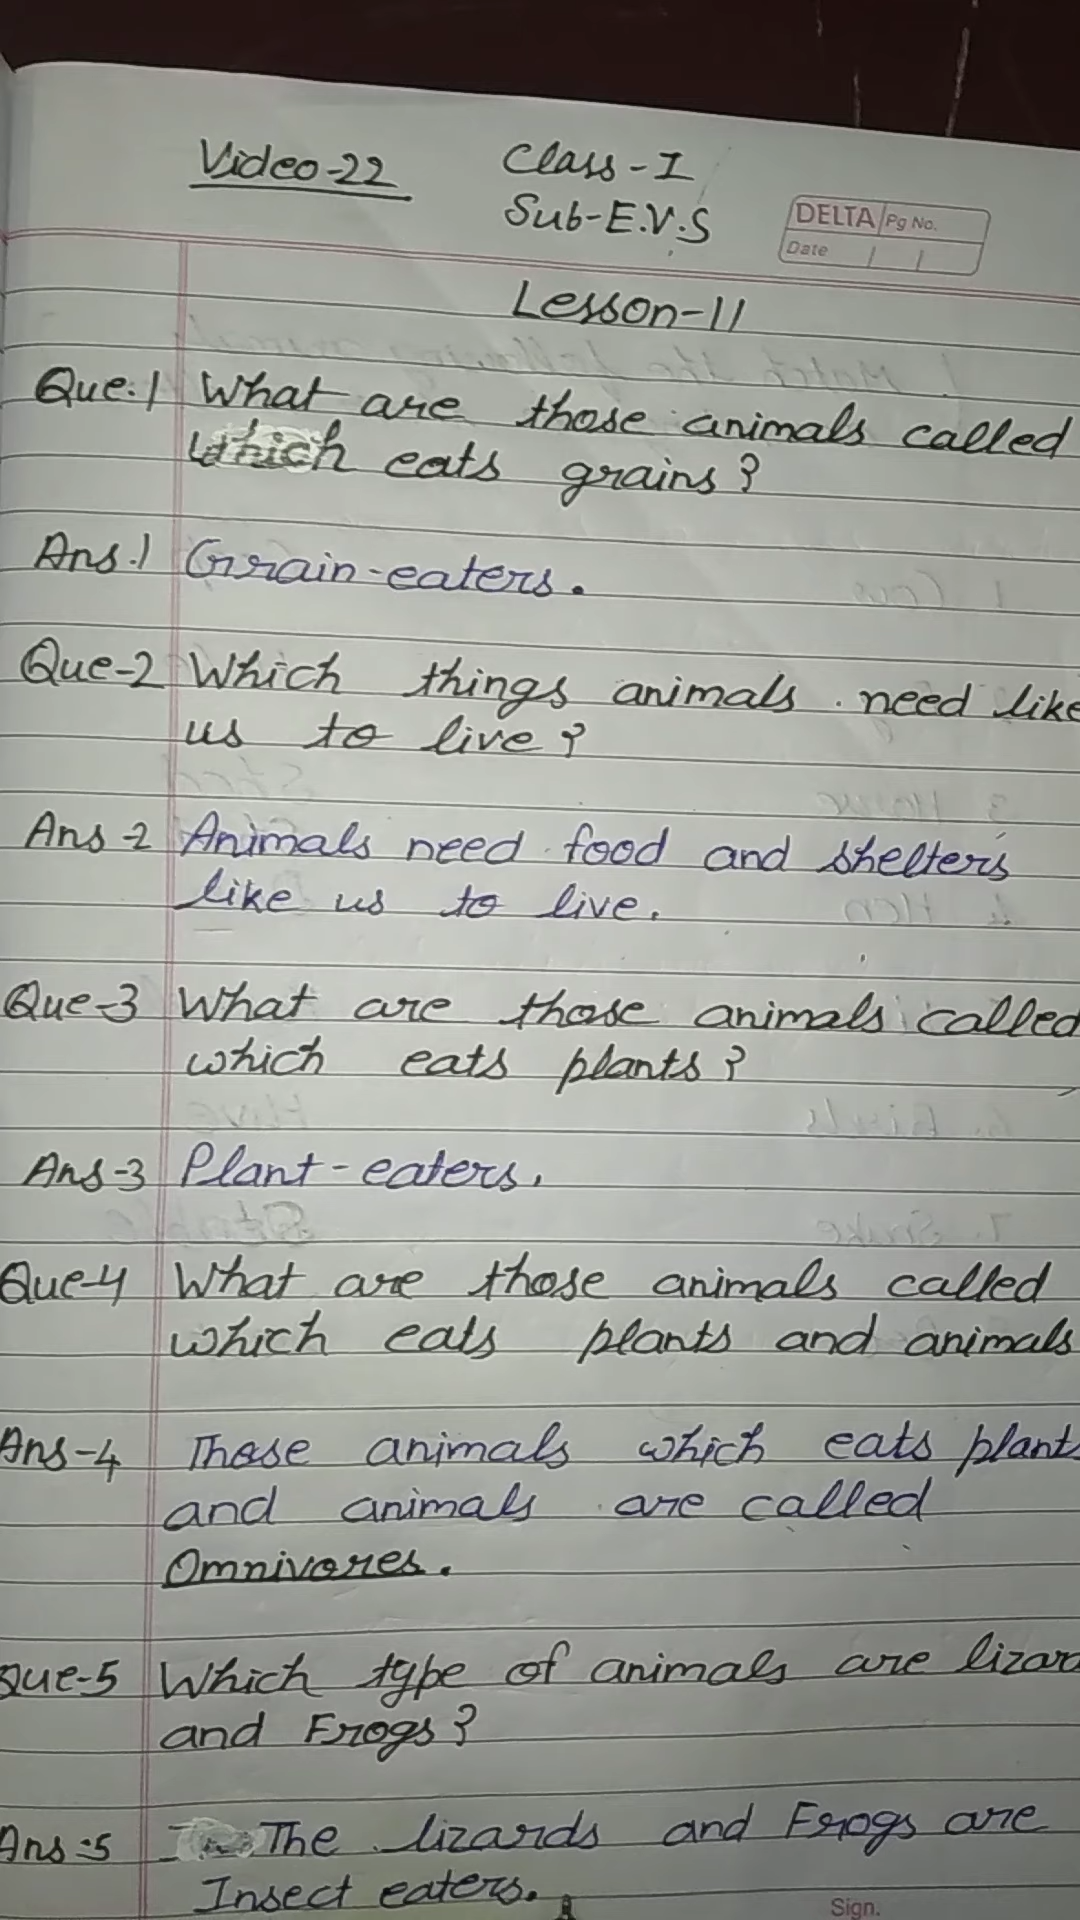 Video-22
Class-I
Sub-E.V.S
DELTA Pg No.
Date
Lesson-11
Que.1 What are those animals called
which eats grains?
Ans.1 Grain-eaters.
Que-2 Which things animals need like
us to live?
Ans-2 Animals need food and shelters
like us to live.
Que-3 What are those animals called
which eats plants?
Ans-3 Plant-eaters.
Que-4 What are those animals called
which eats plants and animals
Ans-4 Those animals which eats plants
and animals are called
Omnivores.
Que-5 Which type of animals are lizard
and Frogs?
Ans-5 The lizards and Frogs are
Insect eaters.
Sign.